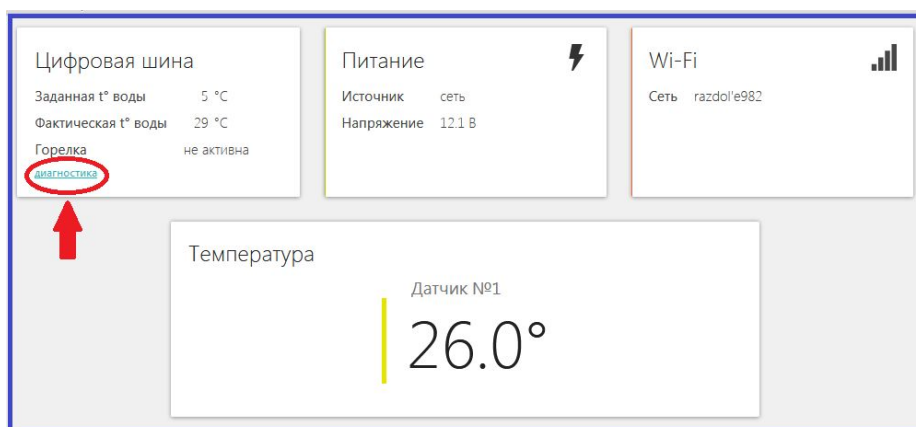 Цифровая шина
Заданная t° воды 5 °C
Фактическая t° воды 29 °C
Горелка не активна
диагностика
Питание
Источник сеть
Напряжение 12.1 В
Wi-Fi
Сеть razdol'e982
Температура
Датчик №1
26.0°